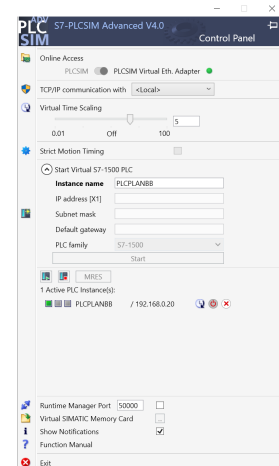 PLC
SIM
ADV
S7-PLCSIM Advanced V4.0
Control Panel
Online Access
PLCSIM PLCSIM Virtual Eth. Adapter
TCP/IP communication with <Local>
Virtual Time Scaling
5
0.01 Off 100
Strict Motion Timing
Start Virtual S7-1500 PLC
Instance name PLCPLANBB
IP address [X1]
Subnet mask
Default gateway
PLC family S7-1500
Start
MRES
1 Active PLC Instance(s):
PLCPLANBB / 192.168.0.20
Runtime Manager Port 50000
Virtual SIMATIC Memory Card ...
Show Notifications
Function Manual
Exit